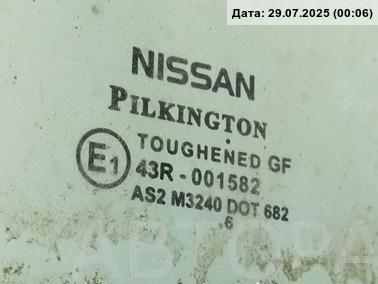 Дата: 29.07.2025 (00:06)
NISSAN
PILKINGTON
TOUGHENED GF
E1
43R - 001582
AS2 M3240 DOT 682
.6